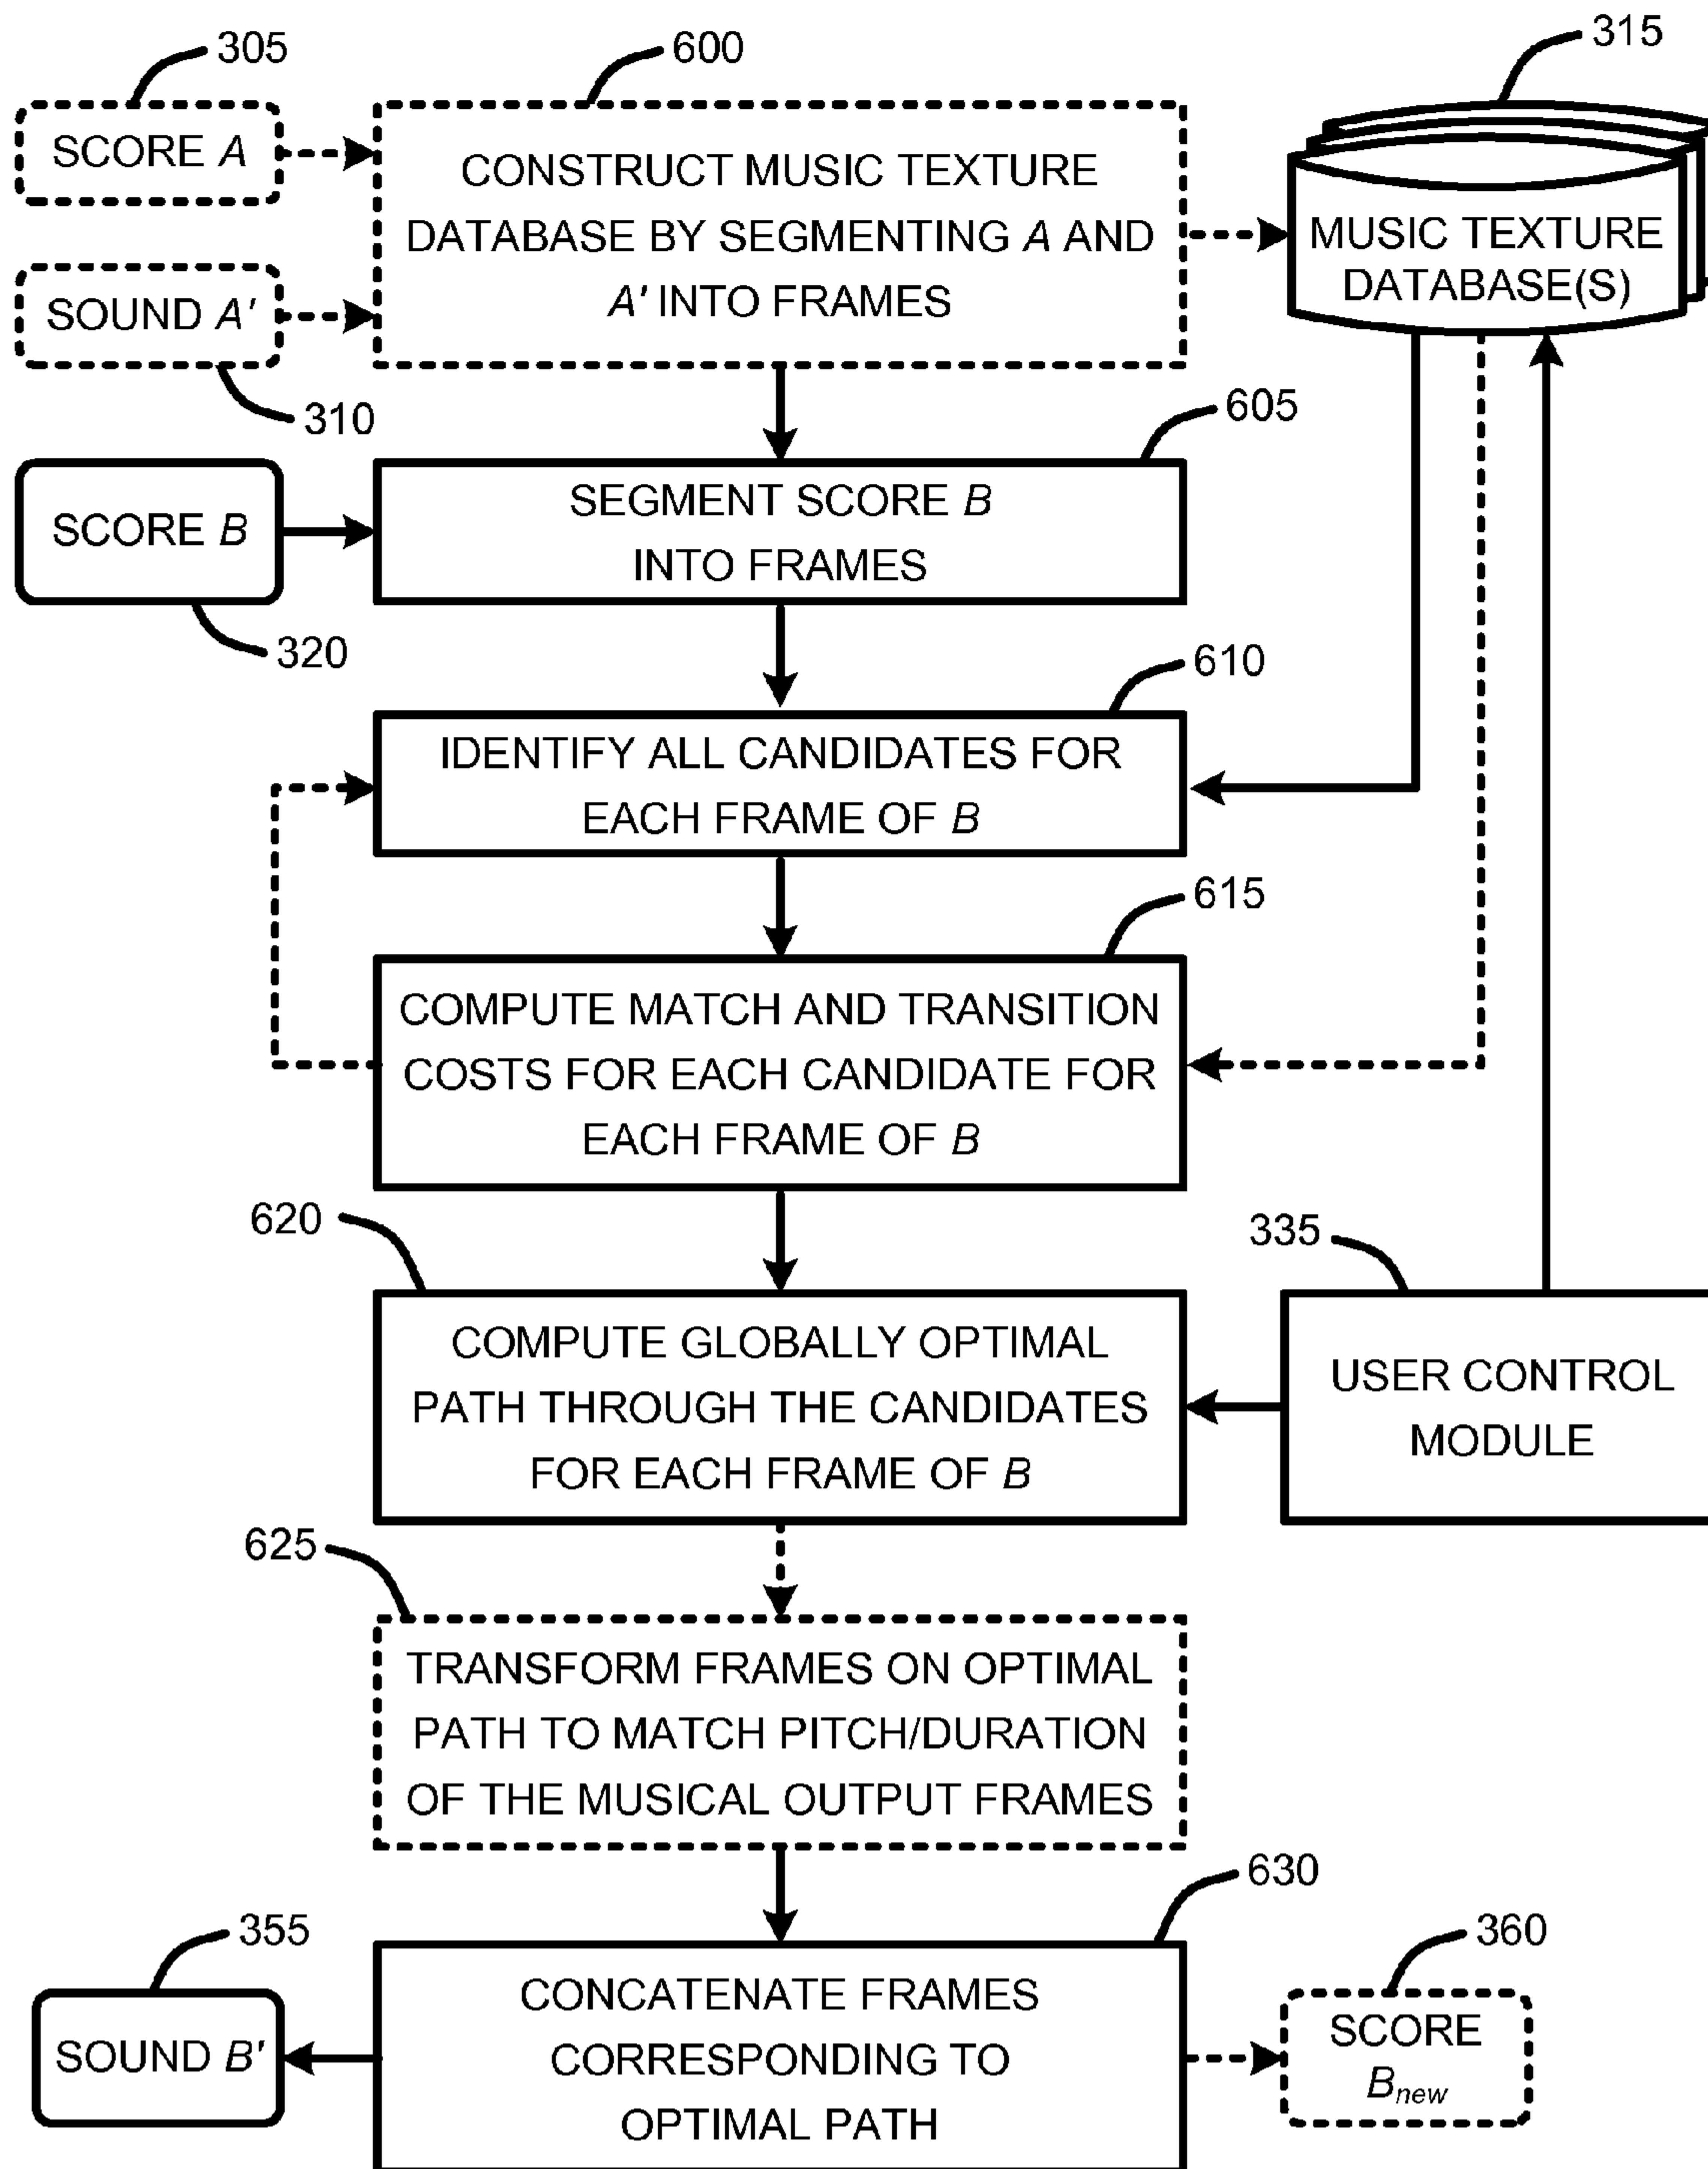 305
600
315
SCORE A
CONSTRUCT MUSIC TEXTURE
DATABASE BY SEGMENTING A AND
A' INTO FRAMES
MUSIC TEXTURE
DATABASE(S)
SOUND A'
310
605
SCORE B
SEGMENT SCORE B
INTO FRAMES
320
610
IDENTIFY ALL CANDIDATES FOR
EACH FRAME OF B
615
COMPUTE MATCH AND TRANSITION
COSTS FOR EACH CANDIDATE FOR
EACH FRAME OF B
620
335
COMPUTE GLOBALLY OPTIMAL
PATH THROUGH THE CANDIDATES
FOR EACH FRAME OF B
USER CONTROL
MODULE
625
TRANSFORM FRAMES ON OPTIMAL
PATH TO MATCH PITCH/DURATION
OF THE MUSICAL OUTPUT FRAMES
630
355
360
SOUND B'
CONCATENATE FRAMES
CORRESPONDING TO
OPTIMAL PATH
SCORE
Bnew